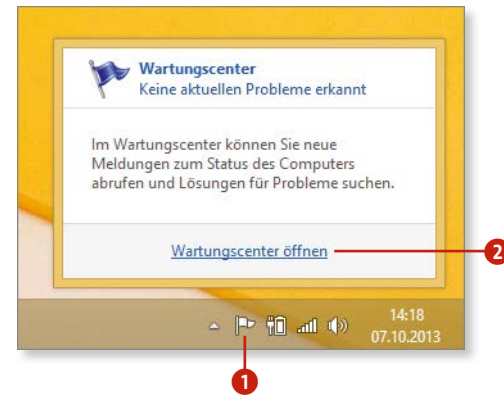 Wartungscenter
Keine aktuellen Probleme erkannt
Im Wartungscenter können Sie neue
Meldungen zum Status des Computers
abrufen und Lösungen für Probleme suchen.
Wartungscenter öffnen
2
14:18
07.10.2013
1